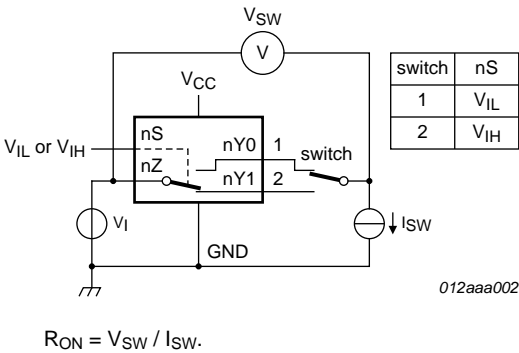 VSW
V
switch nS
1 VIL
2 VIH
VCC
nS
VIL or VIH
nY0 1
switch
nZ
nY1 2
VI
ISW
GND
012aaa002
RON = VSW / ISW.